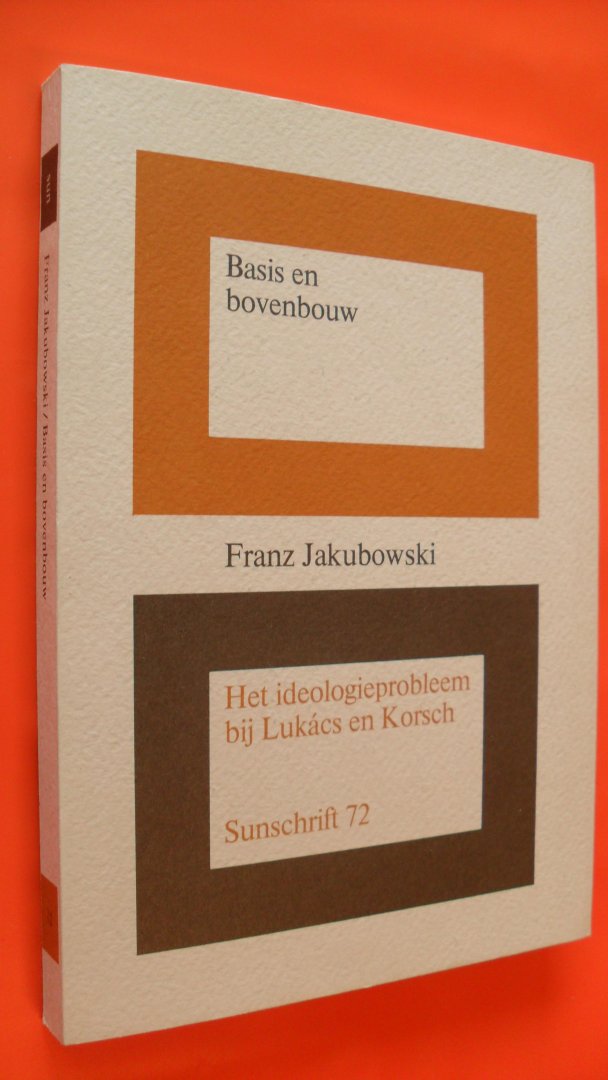 Basis en
bovenbouw
Franz Jakubowski
Het ideologieprobleem
bij Lukács en Korsch
Sunschrift 72
sun
Franz Jakubowski / Basis en bovenbouw
72